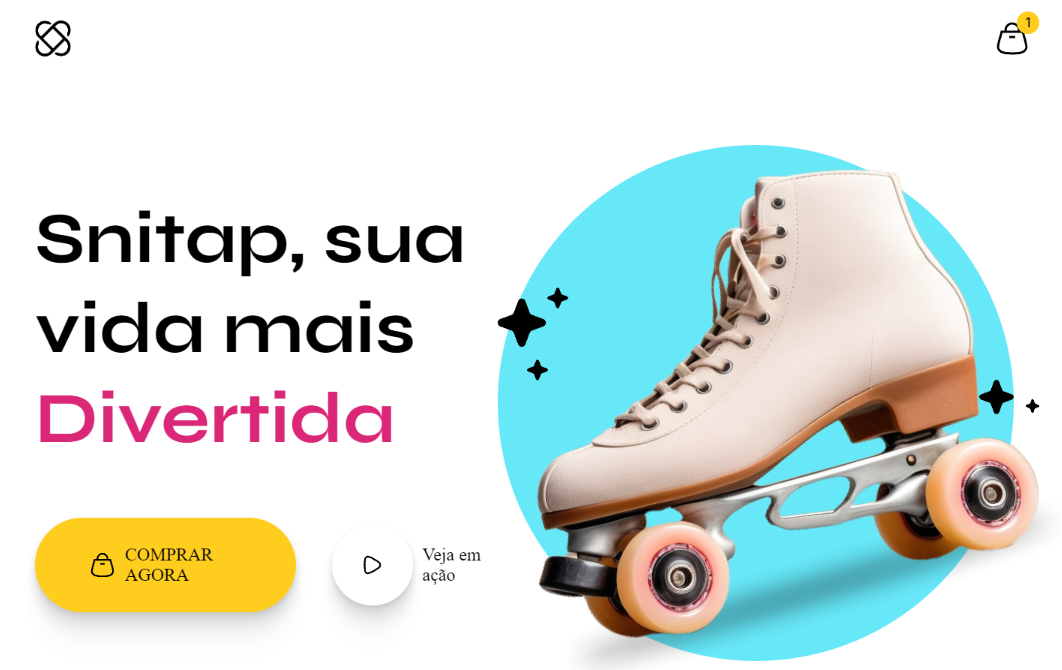 1
Snitap, sua
vida mais
Divertida
COMPRAR
AGORA
Veja em
ação